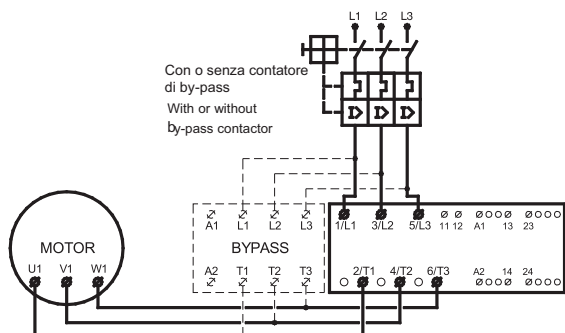 L1 L2 L3
Con o senza contatore
di by-pass
With or without
by-pass contactor
A1 L1 L2 L3
1/L1 3/L2 5/L3 11 12 A1 13 23
MOTOR
BYPASS
U1 V1 W1
A2 T1 T2 T3
2/T1 4/T2 6/T3 A2 14 24